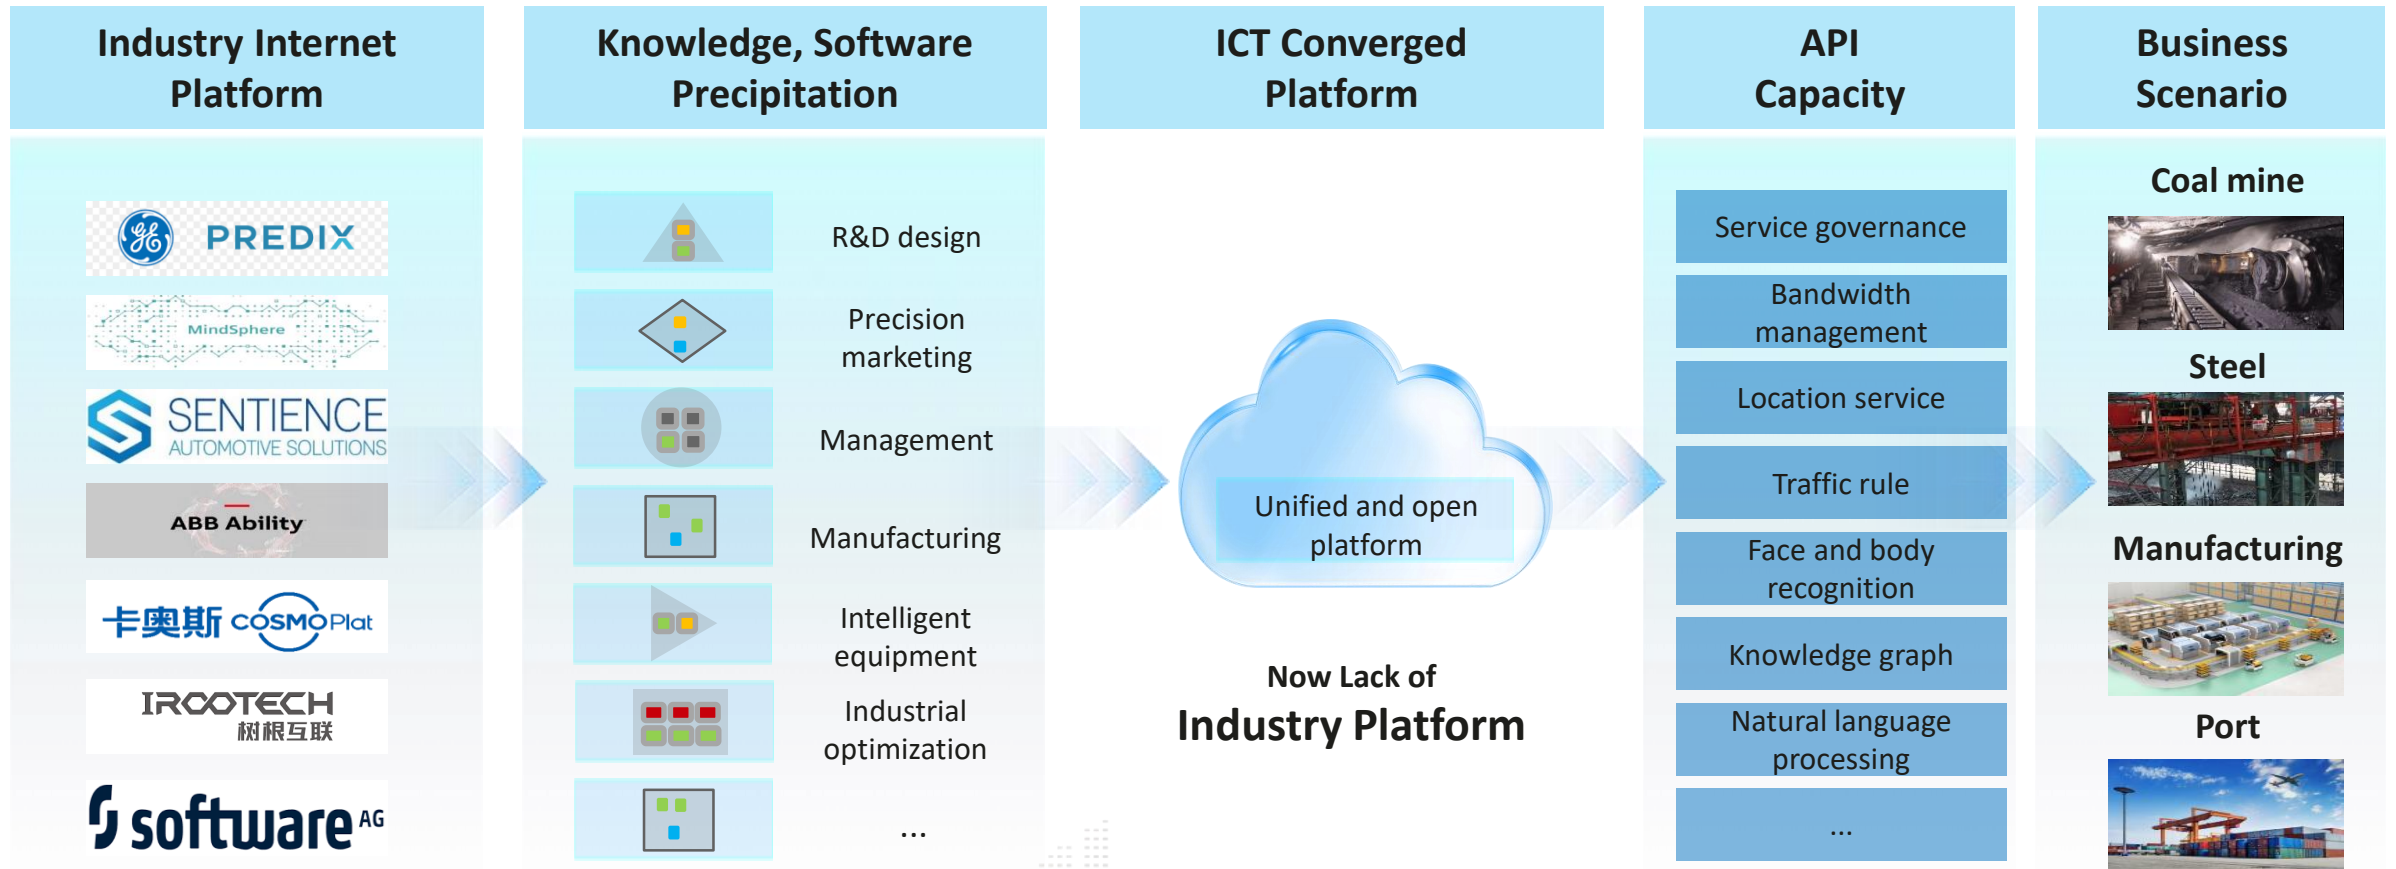 Industry Internet
Platform
Knowledge, Software
Precipitation
ICT Converged
Platform
API
Capacity
Business
Scenario
PREDIX
MindSphere
SENTIENCE
AUTOMOTIVE SOLUTIONS
ABB Ability
卡奥斯 COSMOPlat
IROOTECH
树根互联
software AG
R&D design
Precision
marketing
Management
Manufacturing
Intelligent
equipment
Industrial
optimization
...
Unified and open
platform
Now Lack of
Industry Platform
Service governance
Bandwidth
management
Location service
Traffic rule
Face and body
recognition
Knowledge graph
Natural language
processing
...
Coal mine
Steel
Manufacturing
Port